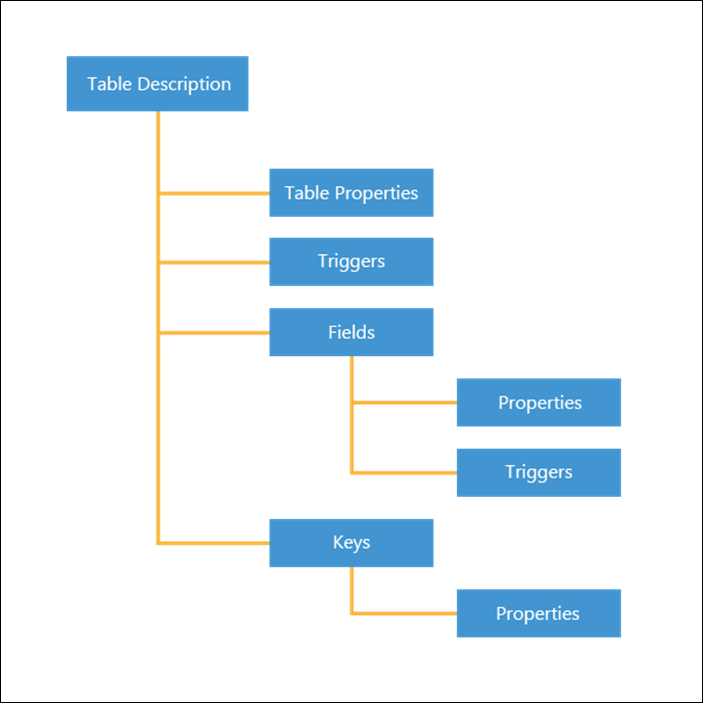 Table Description
Table Properties
Triggers
Fields
Properties
Triggers
Keys
Properties